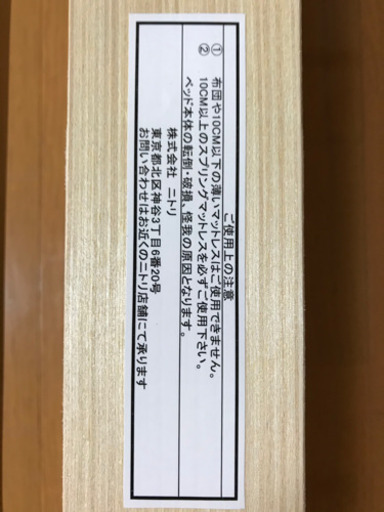 ご使用上の注意
① 布団や10CM以下の薄いマットレスはご使用できません。
② 10CM以上のスプリングマットレスを必ずご使用下さい。
ベッド本体の転倒・破損、怪我の原因となります。
株式会社 ニトリ
東京都北区神谷3丁目6番20号
お問い合わせはお近くのニトリ店舗にて承ります